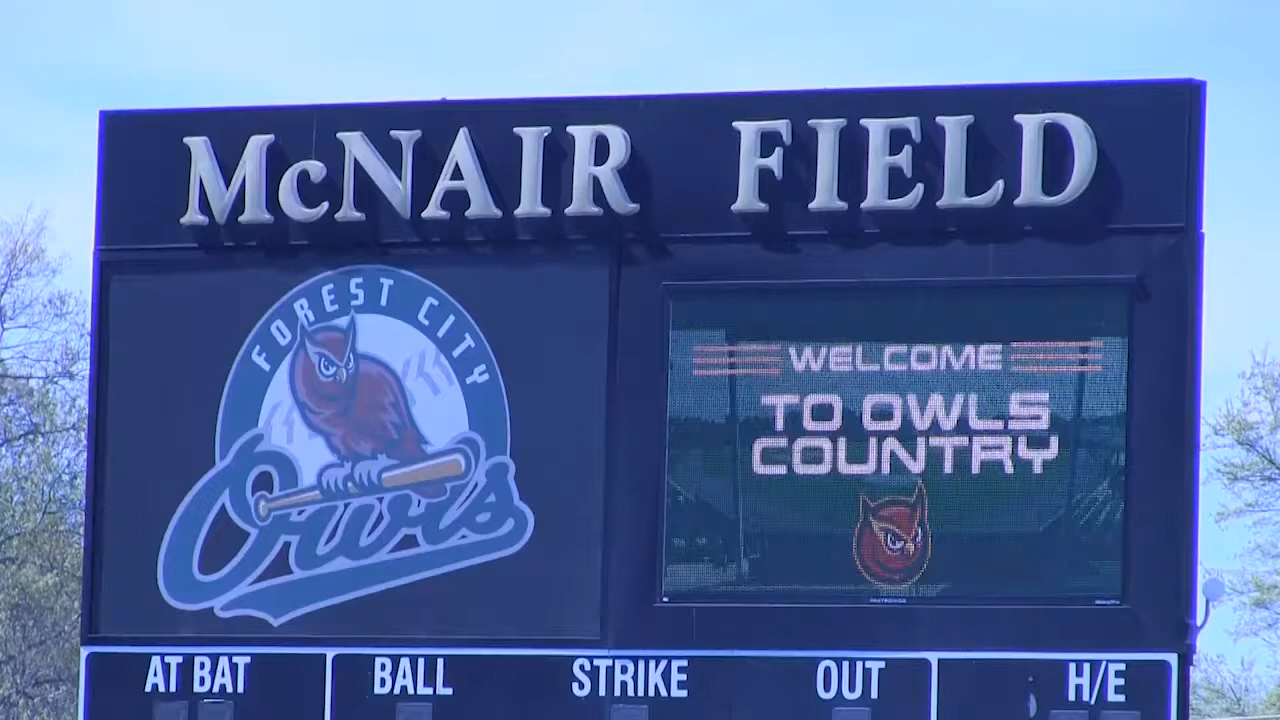 McNAIR FIELD
FOREST CITY
Owls
WELCOME
TO OWLS
COUNTRY
AT BAT BALL STRIKE OUT H/E